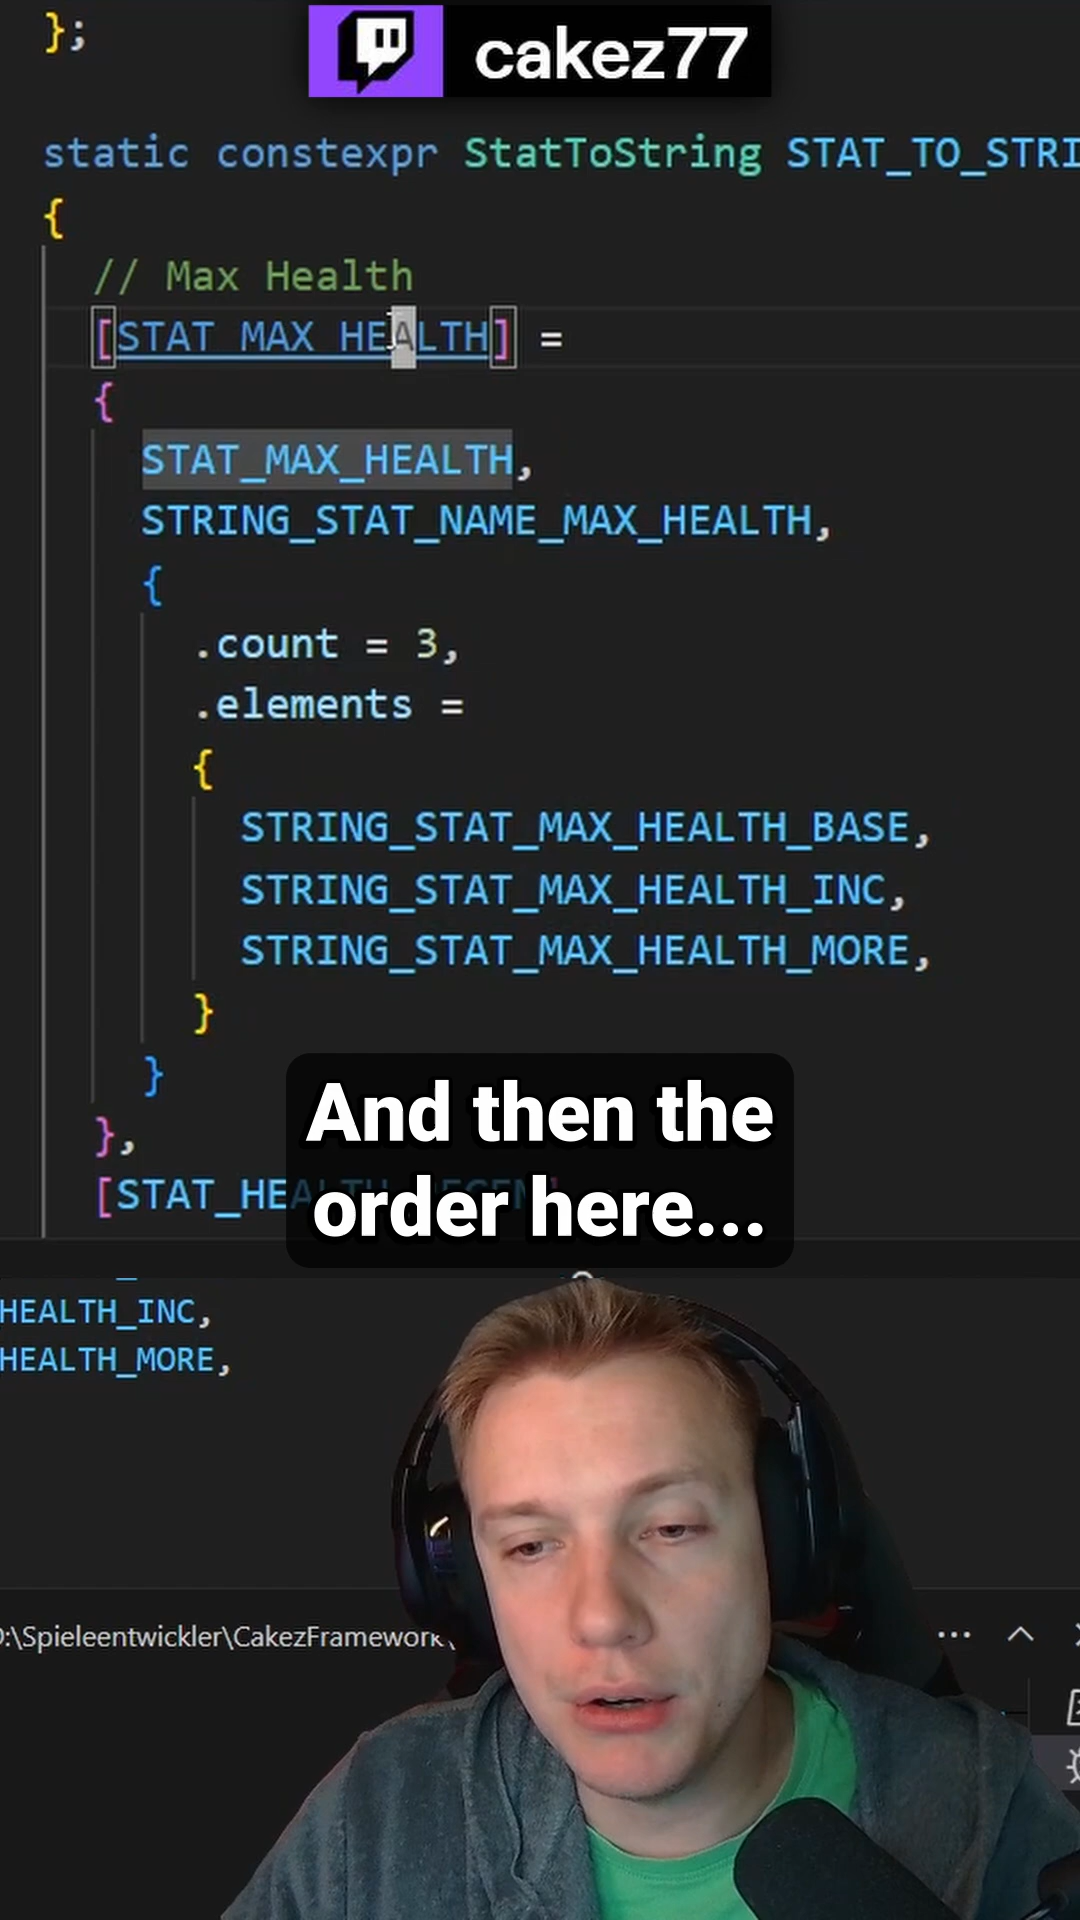 cakez77
};
static constexpr StatToString STAT_TO_STRI
{
// Max Health
[STAT_MAX_HEALTH] =
{
STAT_MAX_HEALTH,
STRING_STAT_NAME_MAX_HEALTH,
{
.count = 3,
.elements =
{
STRING_STAT_MAX_HEALTH_BASE,
STRING_STAT_MAX_HEALTH_INC,
STRING_STAT_MAX_HEALTH_MORE,
}
}
},
[STAT_HEALTH_REGEN]
And then the
order here...
HEALTH_INC,
HEALTH_MORE,
D:\Spieleentwickler\CakezFramework\